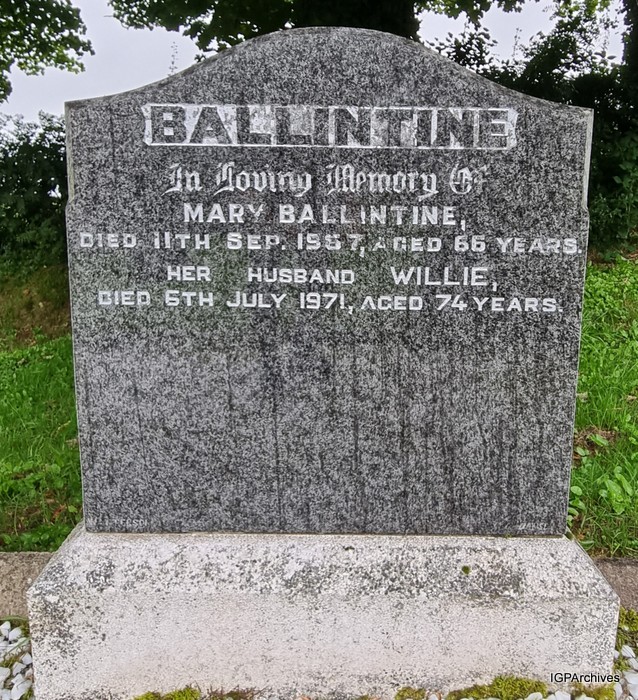 BALLINTINE
In Loving Memory Of
MARY BALLINTINE,
DIED 11TH SEP. 1967, AGED 66 YEARS.
HER HUSBAND WILLIE,
DIED 6TH JULY 1971, AGED 74 YEARS.
IGPArchives